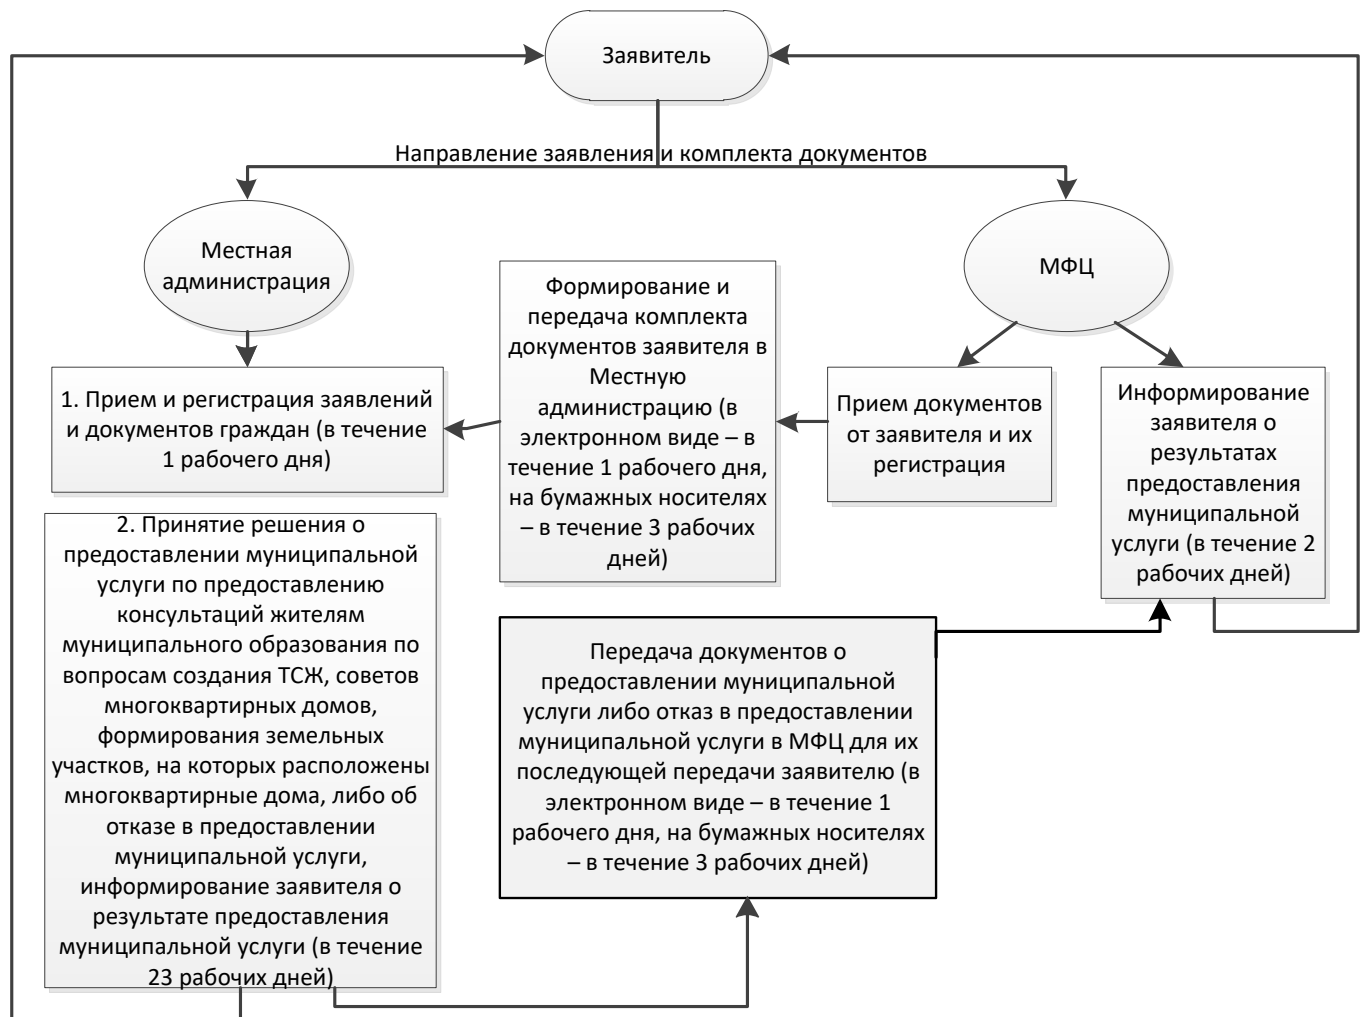 Заявитель
Направление заявления и комплекта документов
Местная
администрация
МФЦ
1. Прием и регистрация заявлений
и документов граждан (в течение
1 рабочего дня)
Формирование и
передача комплекта
документов заявителя в
Местную
администрацию (в
электронном виде – в
течение 1 рабочего дня,
на бумажных носителях
– в течение 3 рабочих
дней)
Прием документов
от заявителя и их
регистрация
Информирование
заявителя о
результатах
предоставления
муниципальной
услуги (в течение 2
рабочих дней)
2. Принятие решения о
предоставлении муниципальной
услуги по предоставлению
консультаций жителям
муниципального образования по
вопросам создания ТСЖ, советов
многоквартирных домов,
формирования земельных
участков, на которых расположены
многоквартирные дома, либо об
отказе в предоставлении
муниципальной услуги,
информирование заявителя о
результате предоставления
муниципальной услуги (в течение
23 рабочих дней)
Передача документов о
предоставлении муниципальной
услуги либо отказ в предоставлении
муниципальной услуги в МФЦ для их
последующей передачи заявителю (в
электронном виде – в течение 1
рабочего дня, на бумажных носителях
– в течение 3 рабочих дней)